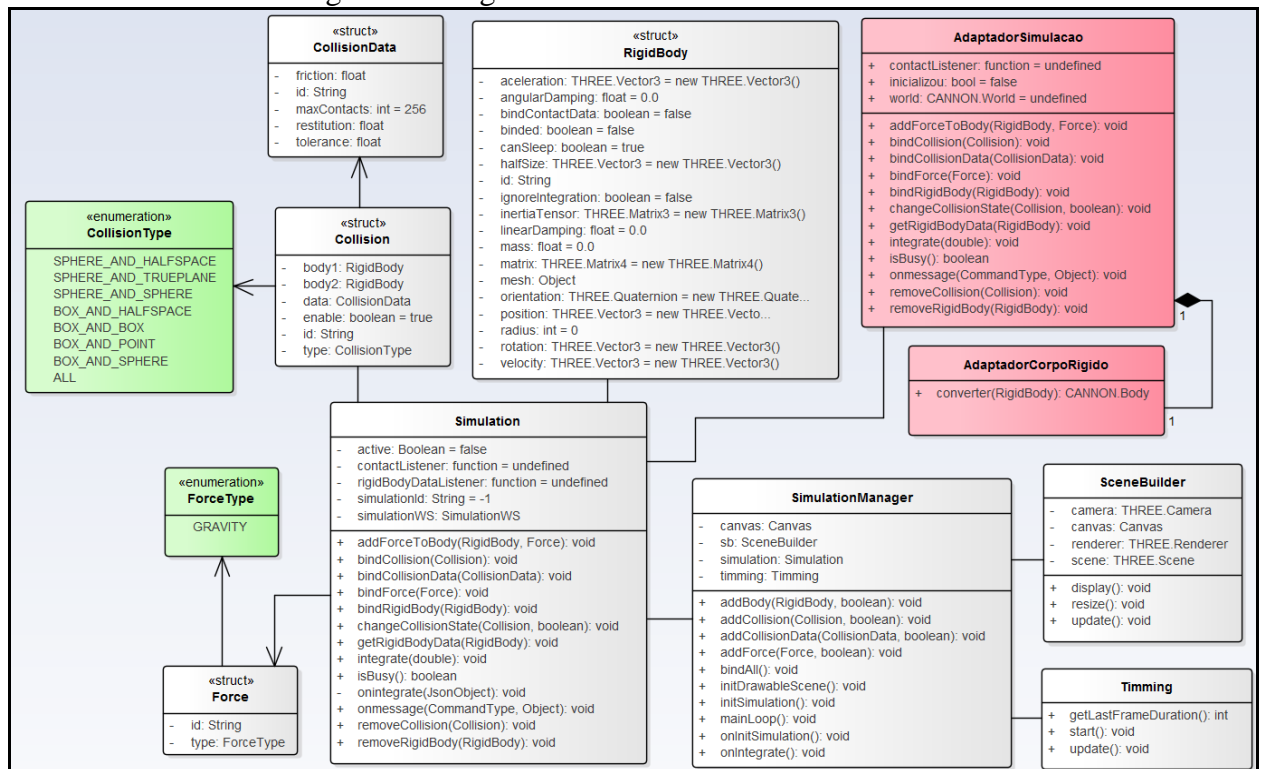 «struct»
CollisionData
- friction: float
- id: String
- maxContacts: int = 256
- restitution: float
- tolerance: float
«struct»
RigidBody
- aceleration: THREE.Vector3 = new THREE.Vector3()
- angularDamping: float = 0.0
- bindContactData: boolean = false
- binded: boolean = false
- canSleep: boolean = true
- halfSize: THREE.Vector3 = new THREE.Vector3()
- id: String
- ignoreIntegration: boolean = false
- inertiaTensor: THREE.Matrix3 = new THREE.Matrix3()
- linearDamping: float = 0.0
- mass: float = 0.0
- matrix: THREE.Matrix4 = new THREE.Matrix4()
- mesh: Object
- orientation: THREE.Quaternion = new THREE.Quate...
- position: THREE.Vector3 = new THREE.Vecto...
- radius: int = 0
- rotation: THREE.Vector3 = new THREE.Vector3()
- velocity: THREE.Vector3 = new THREE.Vector3()
AdaptadorSimulacao
+ contactListener: function = undefined
+ inicializou: bool = false
+ world: CANNON.World = undefined
+ addForceToBody(RigidBody, Force): void
+ bindCollision(Collision): void
+ bindCollisionData(CollisionData): void
+ bindForce(Force): void
+ bindRigidBody(RigidBody): void
+ changeCollisionState(Collision, boolean): void
+ getRigidBodyData(RigidBody): void
+ integrate(double): void
+ isBusy(): boolean
+ onmessage(CommandType, Object): void
+ removeCollision(Collision): void
+ removeRigidBody(RigidBody): void
1
AdaptadorCorpoRigido
+ converter(RigidBody): CANNON.Body
1
«enumeration»
CollisionType
SPHERE_AND_HALFSPACE
SPHERE_AND_TRUEPLANE
SPHERE_AND_SPHERE
BOX_AND_HALFSPACE
BOX_AND_BOX
BOX_AND_POINT
BOX_AND_SPHERE
ALL
«struct»
Collision
- body1: RigidBody
- body2: RigidBody
- data: CollisionData
- enable: boolean = true
- id: String
- type: CollisionType
Simulation
- active: Boolean = false
- contactListener: function = undefined
- rigidBodyDataListener: function = undefined
- simulationId: String = -1
- simulationWS: SimulationWS
+ addForceToBody(RigidBody, Force): void
+ bindCollision(Collision): void
+ bindCollisionData(CollisionData): void
+ bindForce(Force): void
+ bindRigidBody(RigidBody): void
+ changeCollisionState(Collision, boolean): void
+ getRigidBodyData(RigidBody): void
+ integrate(double): void
+ isBusy(): boolean
- onintegrate(JsonObject): void
+ onmessage(CommandType, Object): void
+ removeCollision(Collision): void
+ removeRigidBody(RigidBody): void
«enumeration»
ForceType
GRAVITY
«struct»
Force
- id: String
- type: ForceType
SimulationManager
- canvas: Canvas
- sb: SceneBuilder
- simulation: Simulation
- timming: Timming
+ addBody(RigidBody, boolean): void
+ addCollision(Collision, boolean): void
+ addCollisionData(CollisionData, boolean): void
+ addForce(Force, boolean): void
+ bindAll(): void
+ initDrawableScene(): void
+ initSimulation(): void
+ mainLoop(): void
+ onInitSimulation(): void
+ onIntegrate(): void
SceneBuilder
- camera: THREE.Camera
- canvas: Canvas
- renderer: THREE.Renderer
- scene: THREE.Scene
+ display(): void
+ resize(): void
+ update(): void
Timming
+ getLastFrameDuration(): int
+ start(): void
+ update(): void